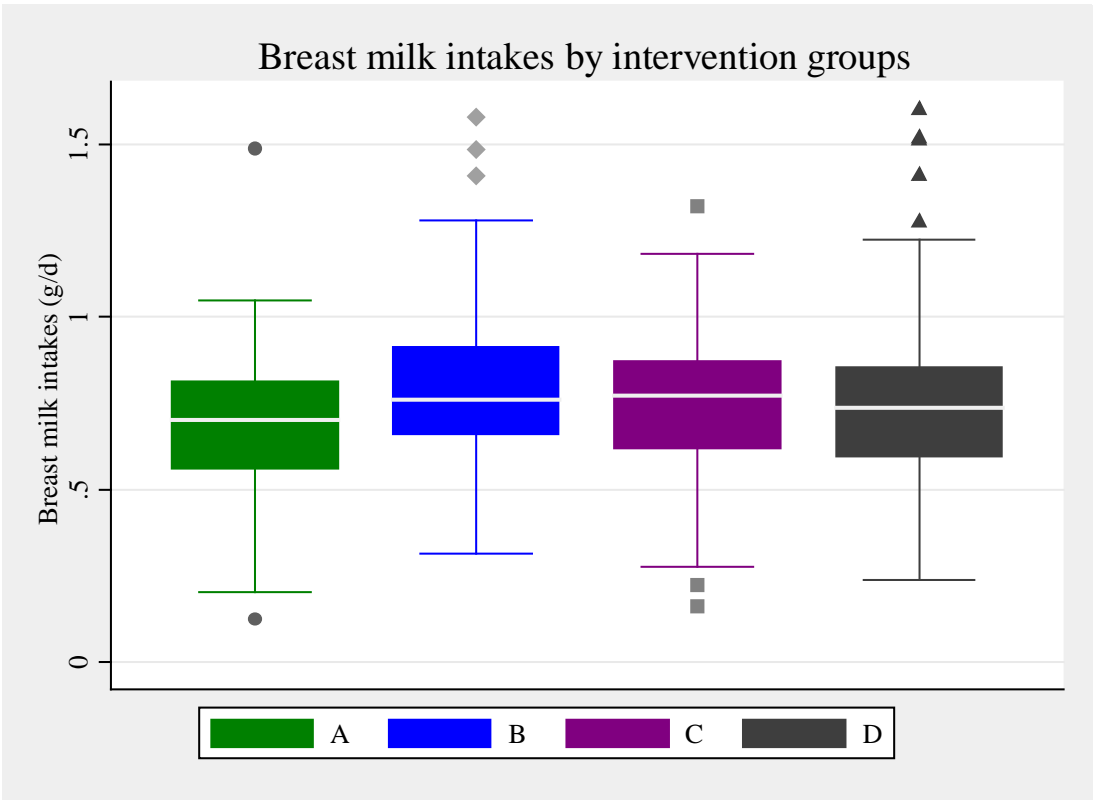 Breast milk intakes by intervention groups
Breast milk intakes (g/d)
1.5
1
.5
0
A B C D